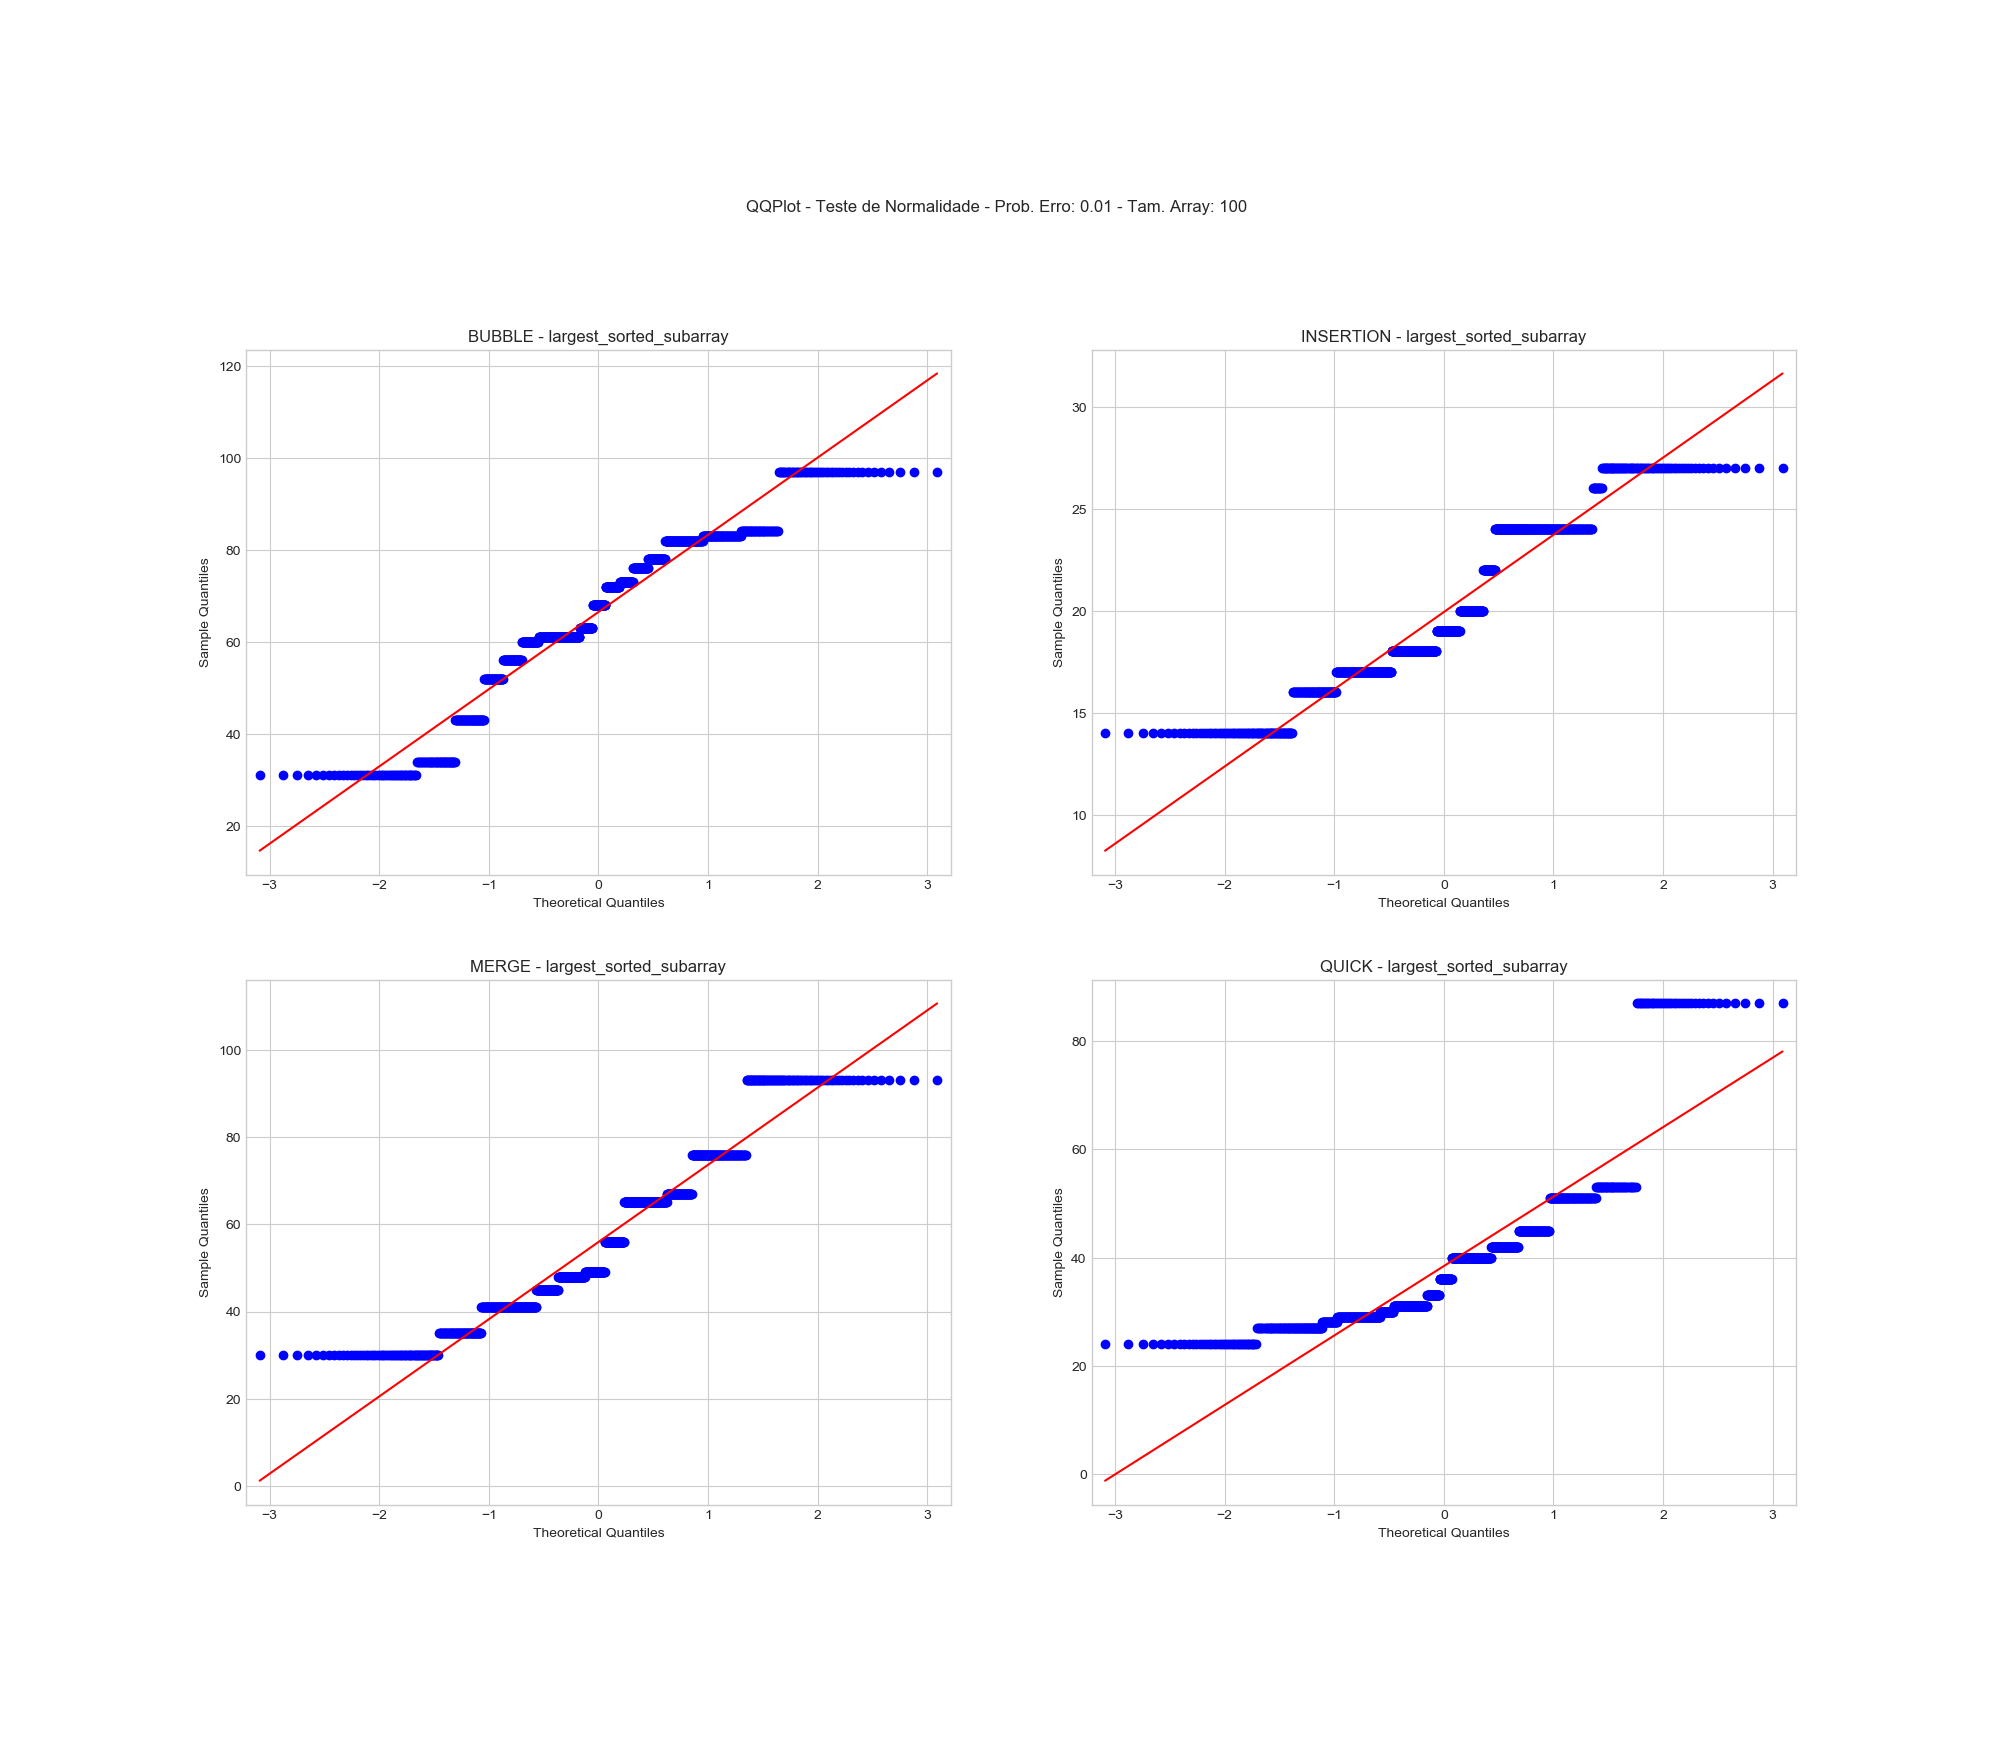 QQPlot - Teste de Normalidade - Prob. Erro: 0.01 - Tam. Array: 100
BUBBLE - largest_sorted_subarray
120
100
80
60
40
20
Sample Quantiles
−3 −2 −1 0 1 2 3
Theoretical Quantiles
INSERTION - largest_sorted_subarray
30
25
20
15
10
Sample Quantiles
−3 −2 −1 0 1 2 3
Theoretical Quantiles
MERGE - largest_sorted_subarray
100
80
60
40
20
0
Sample Quantiles
−3 −2 −1 0 1 2 3
Theoretical Quantiles
QUICK - largest_sorted_subarray
80
60
40
20
0
Sample Quantiles
−3 −2 −1 0 1 2 3
Theoretical Quantiles